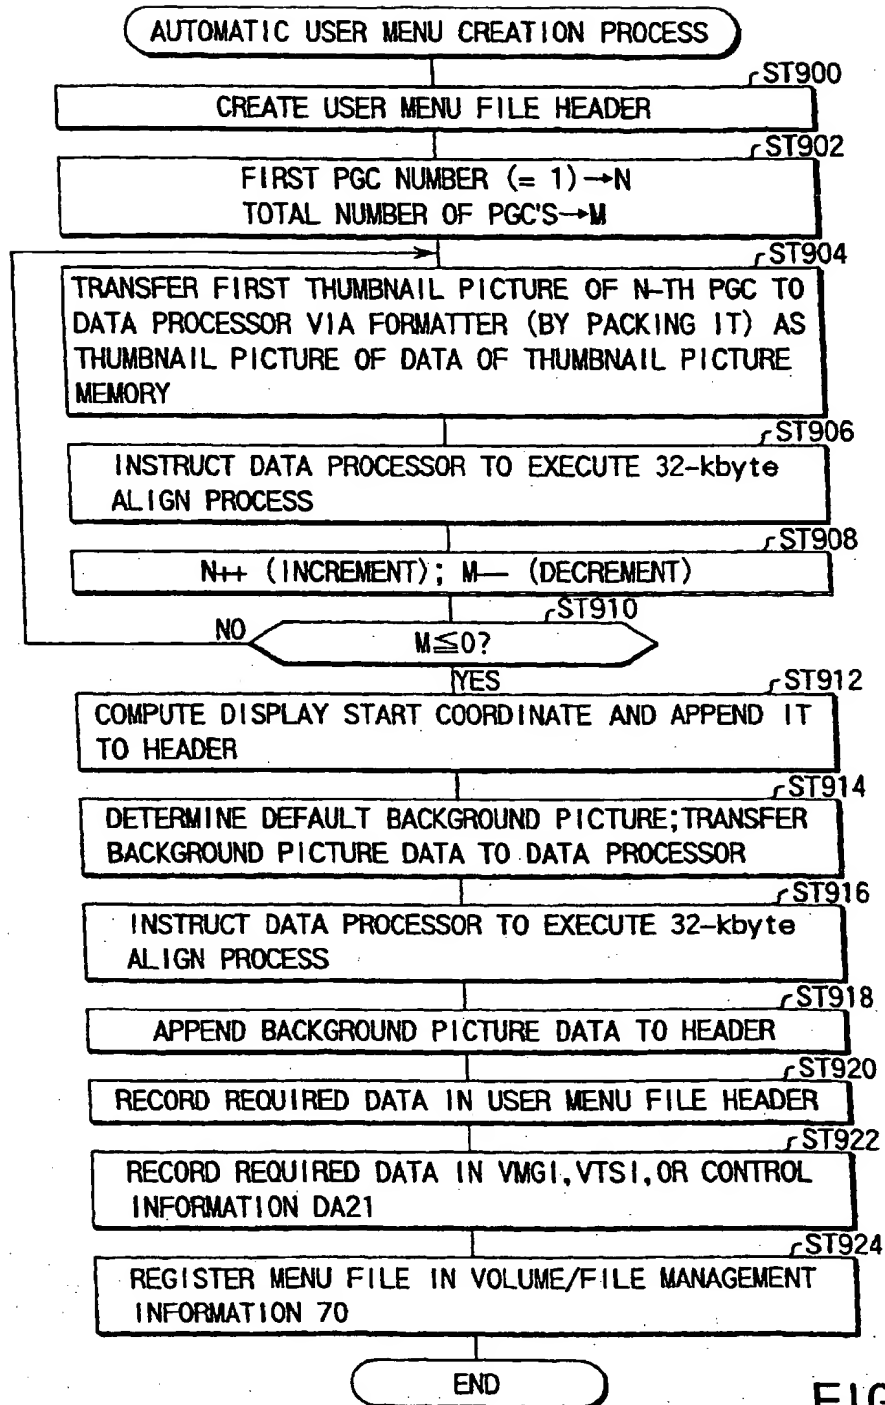 AUTOMATIC USER MENU CREATION PROCESS
ST900
CREATE USER MENU FILE HEADER
ST902
FIRST PGC NUMBER (= 1)→N
TOTAL NUMBER OF PGC'S→M
ST904
TRANSFER FIRST THUMBNAIL PICTURE OF N-TH PGC TO
DATA PROCESSOR VIA FORMATTER (BY PACKING IT) AS
THUMBNAIL PICTURE OF DATA OF THUMBNAIL PICTURE
MEMORY
ST906
INSTRUCT DATA PROCESSOR TO EXECUTE 32-kbyte
ALIGN PROCESS
ST908
N++ (INCREMENT); M— (DECREMENT)
ST910
NO
M≦0?
YES
ST912
COMPUTE DISPLAY START COORDINATE AND APPEND IT
TO HEADER
ST914
DETERMINE DEFAULT BACKGROUND PICTURE;TRANSFER
BACKGROUND PICTURE DATA TO DATA PROCESSOR
ST916
INSTRUCT DATA PROCESSOR TO EXECUTE 32-kbyte
ALIGN PROCESS
ST918
APPEND BACKGROUND PICTURE DATA TO HEADER
ST920
RECORD REQUIRED DATA IN USER MENU FILE HEADER
ST922
RECORD REQUIRED DATA IN VMGI,VTSI,OR CONTROL
INFORMATION DA21
ST924
REGISTER MENU FILE IN VOLUME/FILE MANAGEMENT
INFORMATION 70
END
FIG